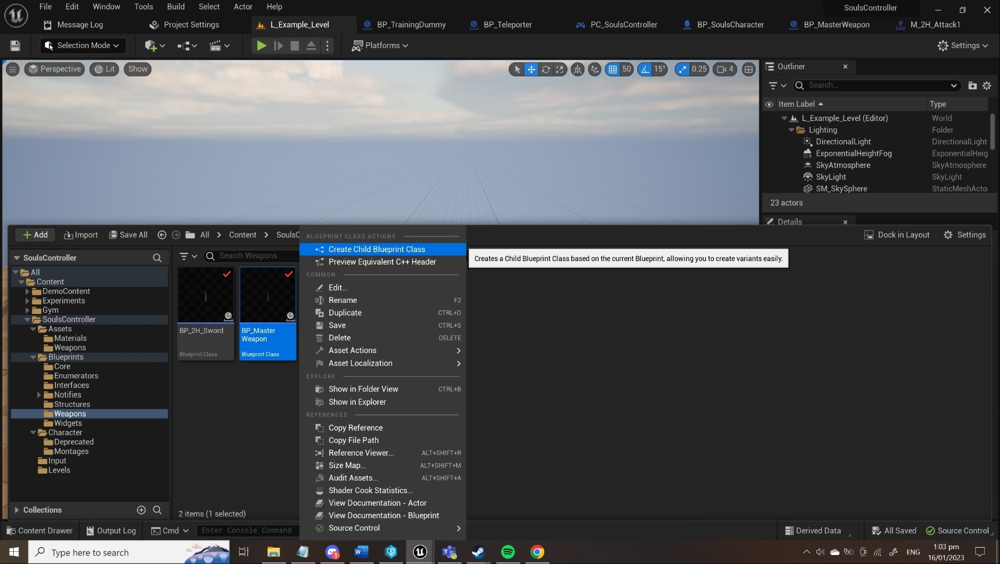 File Edit Window Tools Build Select Actor Help
SoulsController
Message Log Project Settings L_Example_Level BP_TrainingDummy BP_Teleporter PC_SoulsController BP_SoulsCharacter BP_MasterWeapon M_2H_Attack1
Selection Mode Platforms Settings
Perspective Lit Show 50 15° 0.25 4
Outliner
Search...
Item Label Type
L_Example_Level (Editor) World
Lighting Folder
DirectionalLight DirectionalLight
ExponentialHeightFog ExponentialHeig
SkyAtmosphere SkyAtmosphere
SkyLight SkyLight
SM_SkySphere StaticMeshActo
23 actors
Details
Add Import Save All All Content SoulsC Dock in Layout Settings
SoulsController
All
Content
DemoContent
Experiments
Gym
SoulsController
Assets
Materials
Weapons
Blueprints
Core
Enumerators
Interfaces
Notifies
Structures
Weapons
Widgets
Character
Deprecated
Montages
Input
Levels
Collections
Search Weapons
BP_2H_Sword
Blueprint Class
BP_Master
Weapon
Blueprint Class
2 items (1 selected)
BLUEPRINT CLASS ACTIONS
Create Child Blueprint Class
Preview Equivalent C++ Header
COMMON
Edit...
Rename F2
Duplicate CTRL+D
Save CTRL+S
Delete DELETE
Asset Actions
Asset Localization
EXPLORE
Show in Folder View CTRL+B
Show in Explorer
REFERENCES
Copy Reference
Copy File Path
Reference Viewer... ALT+SHIFT+R
Size Map... ALT+SHIFT+M
Audit Assets... ALT+SHIFT+A
Shader Cook Statistics...
View Documentation - Actor
View Documentation - Blueprint
Source Control
Creates a Child Blueprint Class based on the current Blueprint, allowing you to create variants easily.
Content Drawer Output Log Cmd Enter Console Command Derived Data All Saved Source Control
Type here to search
1
ENG
1:03 pm
16/01/2023